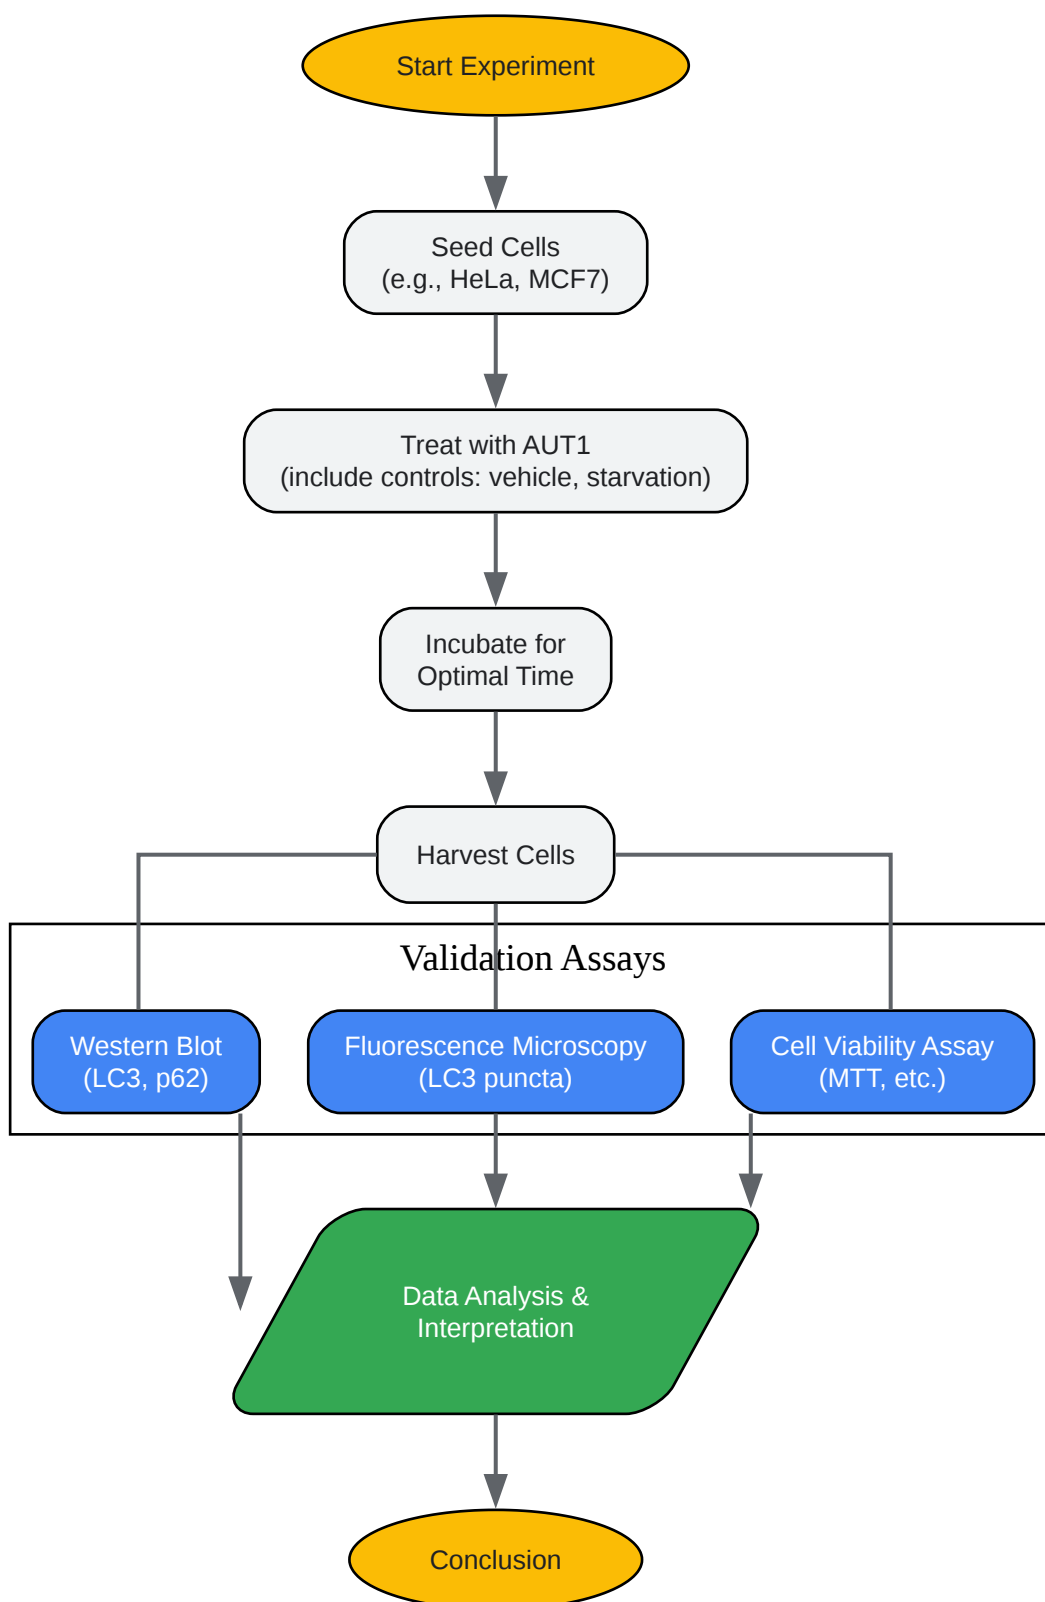 Start Experiment
Seed Cells
(e.g., HeLa, MCF7)
Treat with AUT1
(include controls: vehicle, starvation)
Incubate for
Optimal Time
Harvest Cells
Validation Assays
Western Blot
(LC3, p62)
Fluorescence Microscopy
(LC3 puncta)
Cell Viability Assay
(MTT, etc.)
Data Analysis &
Interpretation
Conclusion